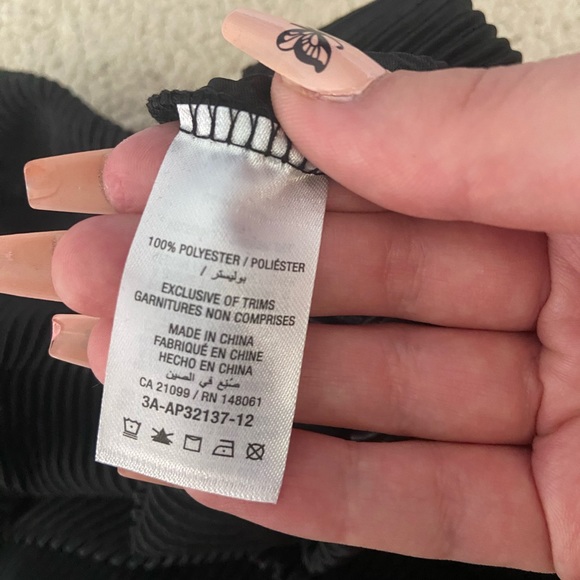 100% POLYESTER / POLIÉSTER
/ بوليستر
EXCLUSIVE OF TRIMS
GARNITURES NON COMPRISES
MADE IN CHINA
FABRIQUÉ EN CHINE
HECHO EN CHINA
صنع في الصين
CA 21099 / RN 148061
3A-AP32137-12